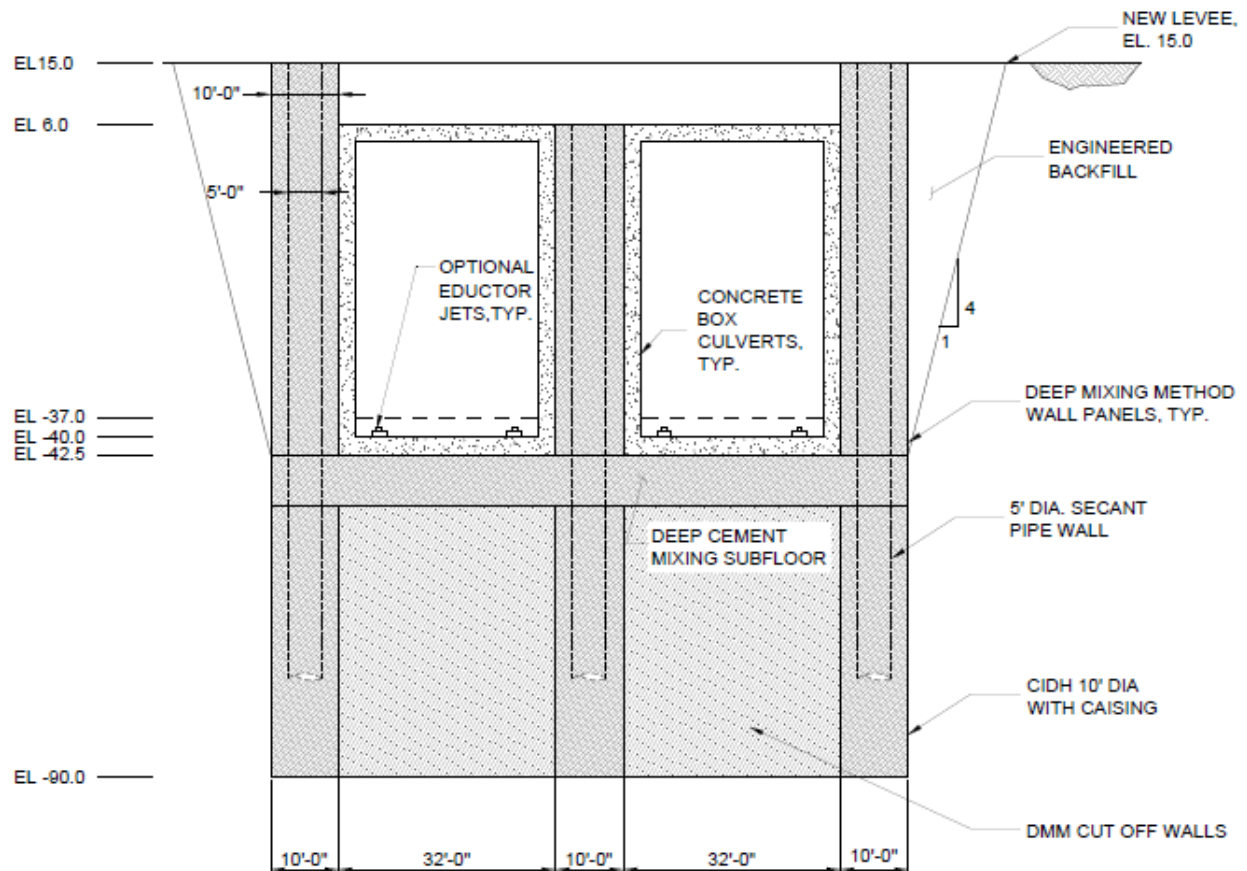 NEW LEVEE,
EL. 15.0
EL15.0
10'-0"
EL 6.0
ENGINEERED
BACKFILL
5'-0"
OPTIONAL
EDUCTOR
JETS,TYP.
CONCRETE
BOX
CULVERTS,
TYP.
4
1
EL -37.0
EL -40.0
EL -42.5
DEEP MIXING METHOD
WALL PANELS, TYP.
5' DIA. SECANT
PIPE WALL
DEEP CEMENT
MIXING SUBFLOOR
CIDH 10' DIA
WITH CAISING
EL -90.0
DMM CUT OFF WALLS
10'-0"
32'-0"
10'-0"
32'-0"
10'-0"